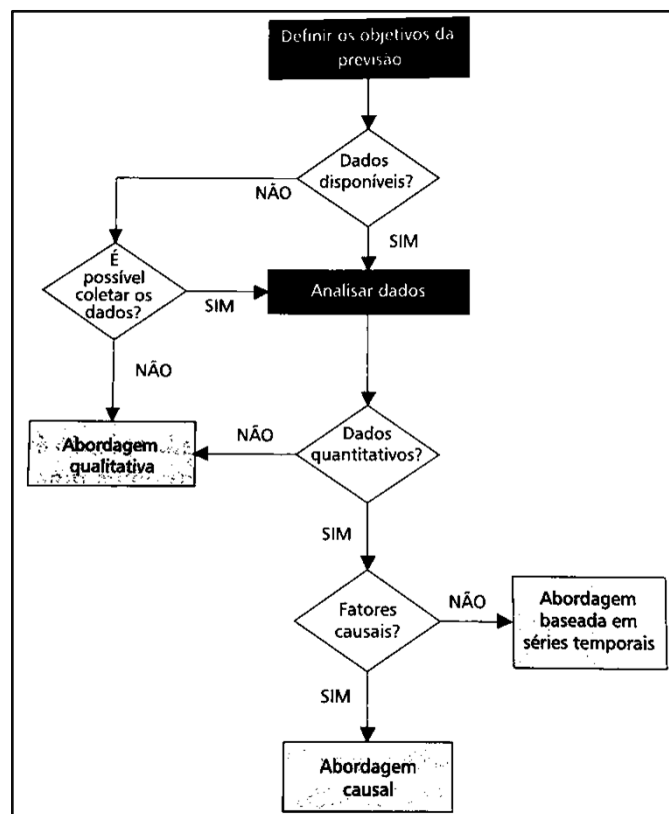 Definir os objetivos da
previsão
Dados
disponíveis?
NÃO
SIM
É
possível
coletar os
dados?
SIM
Analisar dados
NÃO
Abordagem
qualitativa
NÃO
Dados
quantitativos?
SIM
Fatores
causais?
NÃO
Abordagem
baseada em
séries temporais
SIM
Abordagem
causal